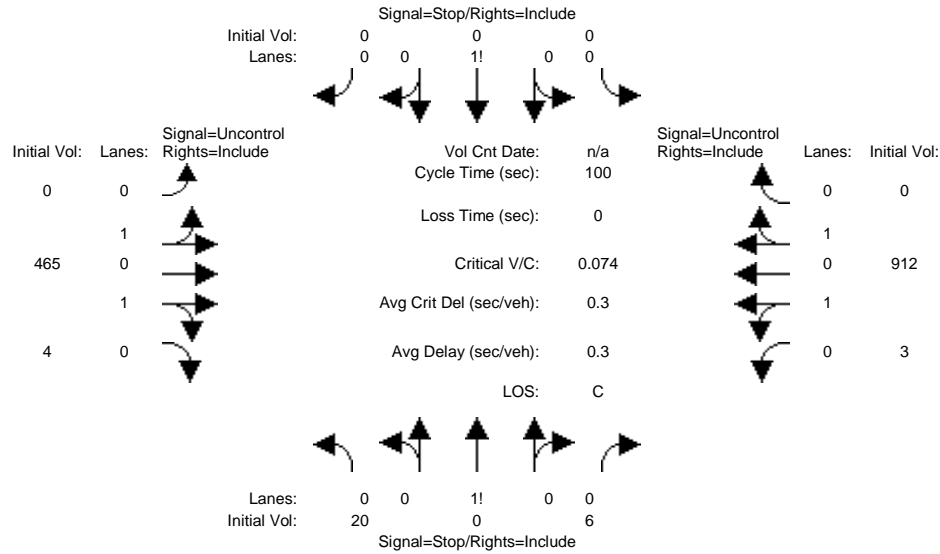 Signal=Stop/Rights=Include
Initial Vol: 0 0 0
Lanes: 0 0 1! 0 0
Signal=Uncontrol Signal=Uncontrol
Initial Vol: Lanes: Rights=Include Vol Cnt Date: n/a Rights=Include Lanes: Initial Vol:
Cycle Time (sec): 100
0 0 0 0
Loss Time (sec): 0
1 1
465 0 Critical V/C: 0.074 0 912
1 Avg Crit Del (sec/veh): 0.3 1
4 0 Avg Delay (sec/veh): 0.3 0 3
LOS: C
Lanes: 0 0 1! 0 0
Initial Vol: 20 0 6
Signal=Stop/Rights=Include